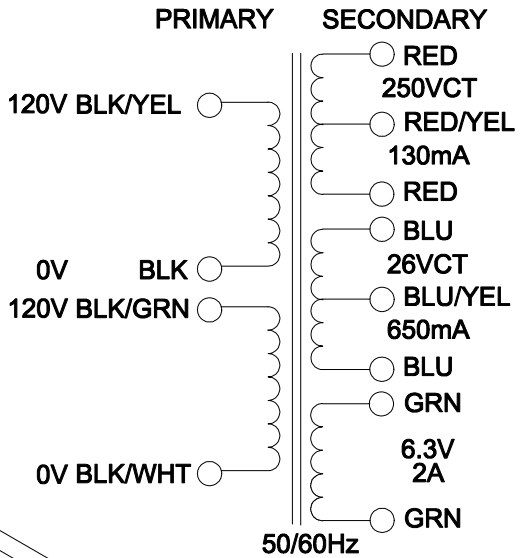 PRIMARY SECONDARY
RED
250VCT
120V BLK/YEL
RED/YEL
130mA
RED
BLU
0V BLK
26VCT
120V BLK/GRN
BLU/YEL
650mA
BLU
GRN
6.3V
2A
0V BLK/WHT
GRN
50/60Hz